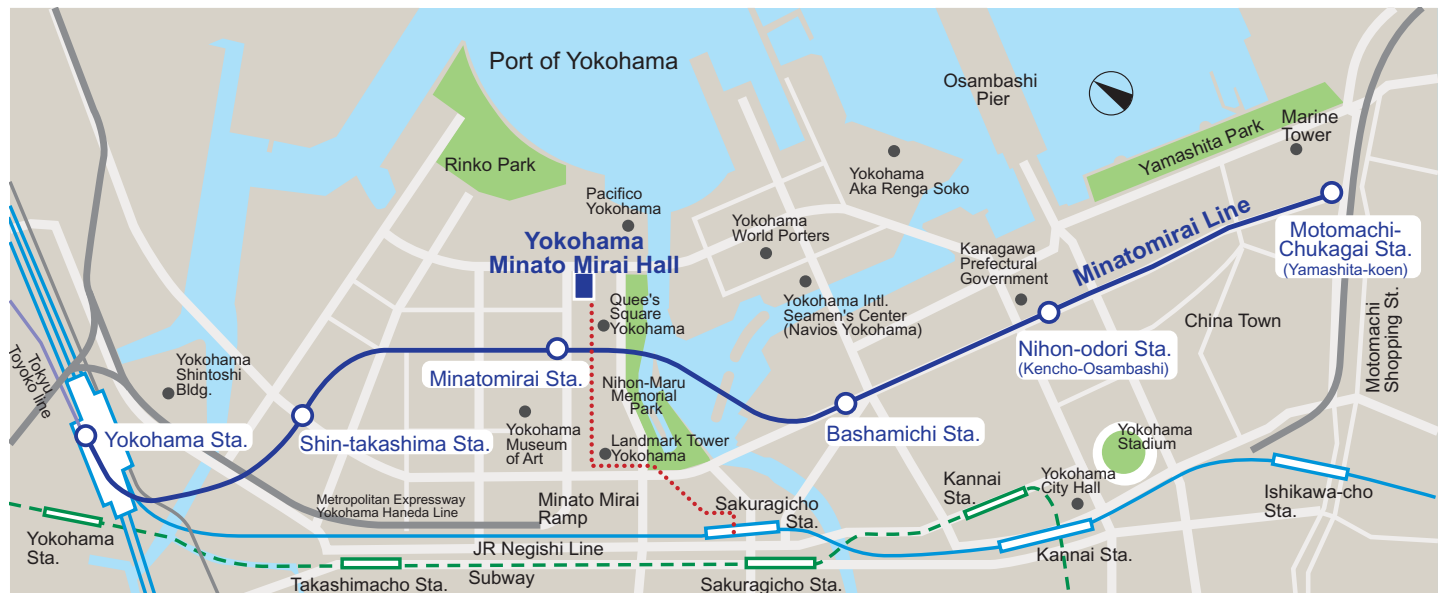 Port of Yokohama
Osambashi
Pier
Rinko Park
Yamashita Park
Marine
Tower
Pacifico
Yokohama
Yokohama
Aka Renga Soko
Yokohama
Minato Mirai Hall
Yokohama
World Porters
Kanagawa
Prefectural
Government
Minatomirai Line
Motomachi-
Chukagai Sta.
(Yamashita-koen)
Quee's
Square
Yokohama
Yokohama Intl.
Seamen's Center
(Navios Yokohama)
China Town
Motomachi
Shopping St.
Tokyu
Toyoko line
Yokohama
Shintoshi
Bldg.
Minatomirai Sta.
Nihon-odori Sta.
(Kencho-Osambashi)
Nihon-Maru
Memorial
Park
Yokohama Sta.
Shin-takashima Sta.
Yokohama
Museum
of Art
Landmark Tower
Yokohama
Bashamichi Sta.
Yokohama
Stadium
Metropolitan Expressway
Yokohama Haneda Line
Minato Mirai
Ramp
Sakuragicho
Sta.
Kannai
Sta.
Yokohama
City Hall
Ishikawa-cho
Sta.
Yokohama
Sta.
JR Negishi Line
Kannai Sta.
Takashimacho Sta.
Subway
Sakuragicho Sta.